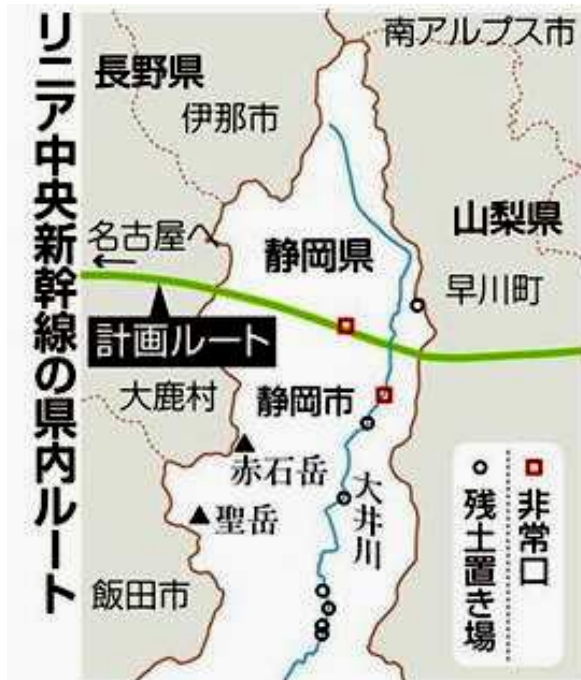 リニア中央新幹線の県内ルート
南アルプス市
長野県
伊那市
山梨県
名古屋へ
静岡県
早川町
計画ルート
大鹿村
静岡市
赤石岳
大井川
聖岳
飯田市
非常口
残土置き場